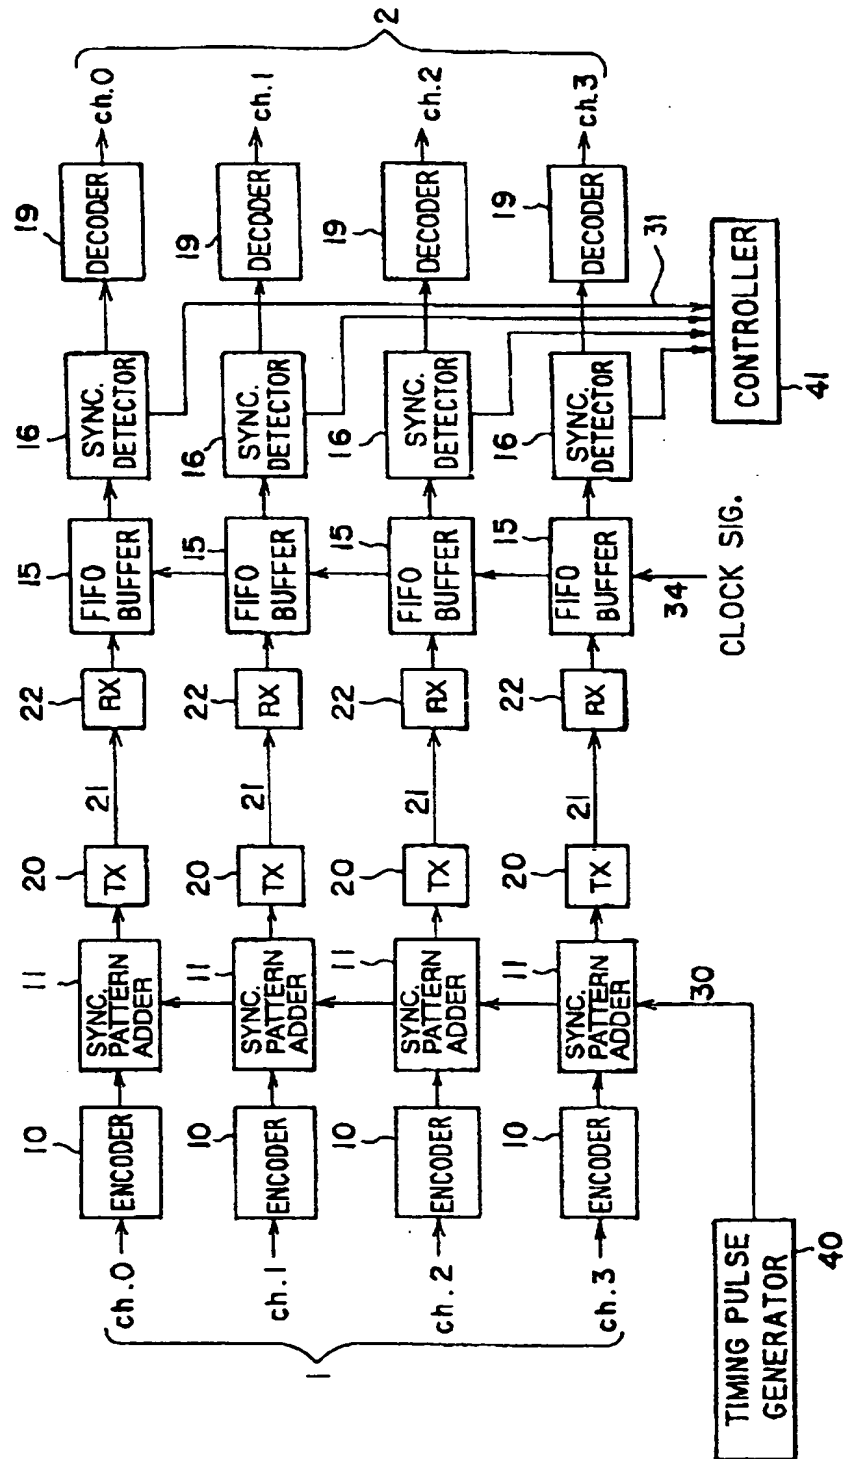 2
ch.0
19
DECODER
16
SYNC.
DETECTOR
15
FIFO
BUFFER
22
RX
21
20
TX
11
SYNC.
PATTERN
ADDER
10
ENCODER
ch.0
ch.1
19
DECODER
16
SYNC.
DETECTOR
15
FIFO
BUFFER
22
RX
21
20
TX
11
SYNC.
PATTERN
ADDER
10
ENCODER
ch.1
ch.2
19
DECODER
16
SYNC.
DETECTOR
15
FIFO
BUFFER
22
RX
21
20
TX
11
SYNC.
PATTERN
ADDER
10
ENCODER
ch.2
ch.3
19
DECODER
16
SYNC.
DETECTOR
15
FIFO
BUFFER
22
RX
21
20
TX
11
SYNC.
PATTERN
ADDER
10
ENCODER
ch.3
1
31
CONTROLLER
41
34
CLOCK SIG.
30
TIMING PULSE
GENERATOR
40